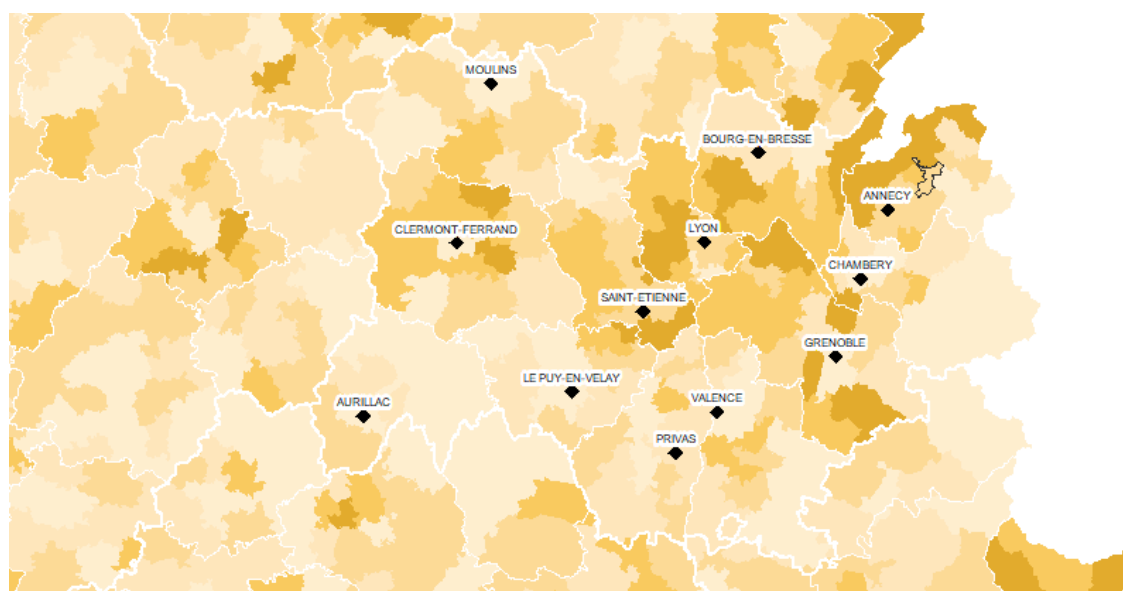 MOULINS
BOURG-EN-BRESSE
ANNECY
CLERMONT-FERRAND
LYON
CHAMBERY
SAINT-ETIENNE
GRENOBLE
LE PUY-EN-VELAY
AURILLAC
VALENCE
PRIVAS